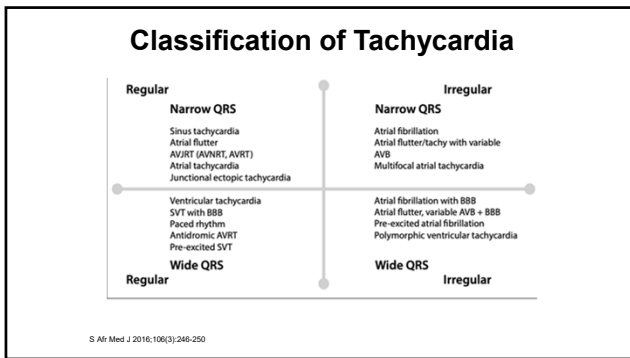 Classification of Tachycardia
Regular
Narrow QRS
Sinus tachycardia
Atrial flutter
AVJRT (AVNRT, AVRT)
Atrial tachycardia
Junctional ectopic tachycardia
Irregular
Narrow QRS
Atrial fibrillation
Atrial flutter/tachy with variable
AVB
Multifocal atrial tachycardia
Ventricular tachycardia
SVT with BBB
Paced rhythm
Antidromic AVRT
Pre-excited SVT
Wide QRS
Regular
Atrial fibrillation with BBB
Atrial flutter, variable AVB + BBB
Pre-excited atrial fibrillation
Polymorphic ventricular tachycardia
Wide QRS
Irregular
S Afr Med J 2016;106(3):246-250